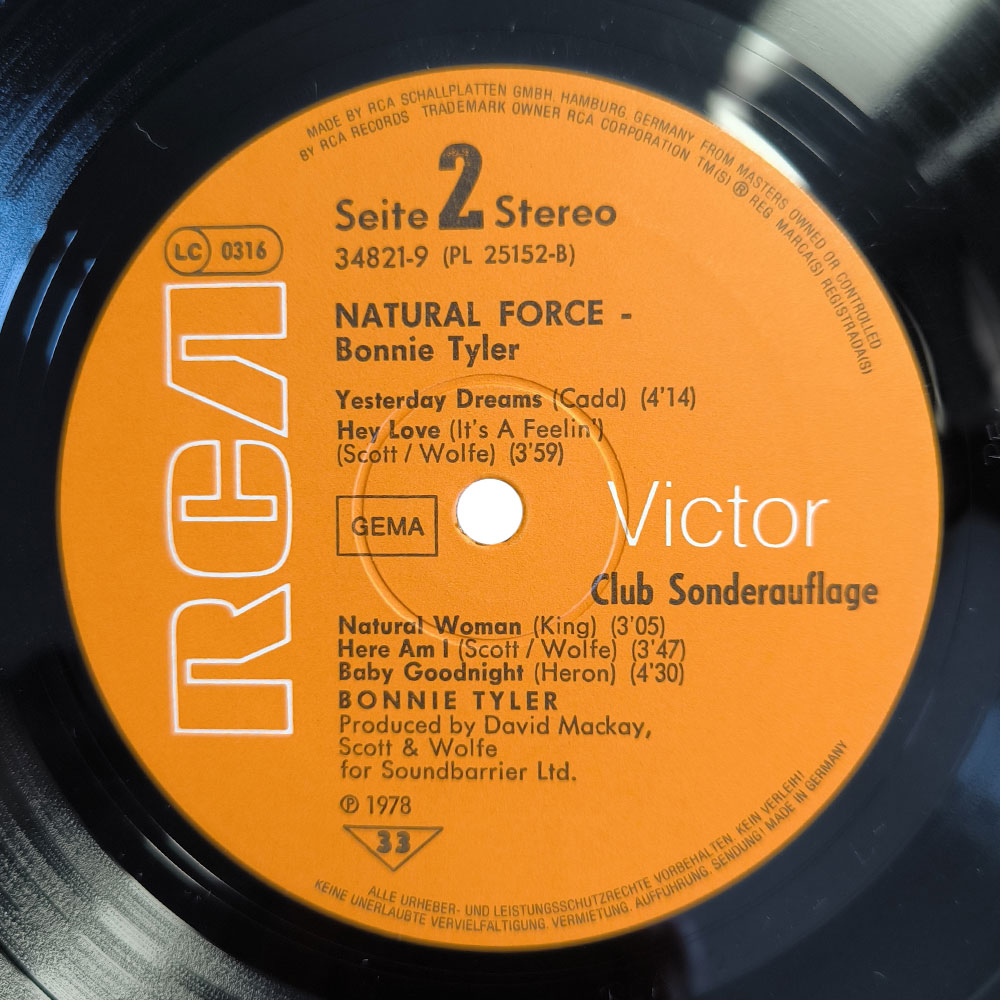 MADE BY RCA SCHALLPLATTEN GMBH, HAMBURG, GERMANY FROM MASTERS OWNED OR CONTROLLED
BY RCA RECORDS TRADEMARK OWNER RCA CORPORATION TM(S) ® REG MARCA(S) REGISTRADA(S)
Seite 2 Stereo
LC 0316
34821-9 (PL 25152-B)
RCA
NATURAL FORCE -
Bonnie Tyler
Yesterday Dreams (Cadd) (4'14)
Hey Love (It's A Feelin')
(Scott / Wolfe) (3'59)
GEMA
Victor
Club Sonderauflage
Natural Woman (King) (3'05)
Here Am I (Scott / Wolfe) (3'47)
Baby Goodnight (Heron) (4'30)
BONNIE TYLER
Produced by David Mackay,
Scott & Wolfe
for Soundbarrier Ltd.
℗ 1978
33
ALLE URHEBER- UND LEISTUNGSSCHUTZRECHTE VORBEHALTEN. KEIN VERLEIH!
KEINE UNERLAUBTE VERVIELFALTIGUNG, VERMIETUNG, AUFFUHRUNG, SENDUNG! MADE IN GERMANY